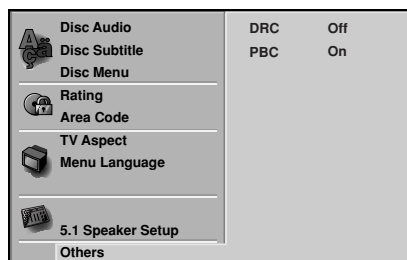 Disc Audio
Disc Subtitle
Disc Menu
Rating
Area Code
TV Aspect
Menu Language
5.1 Speaker Setup
Others
DRC Off
PBC On